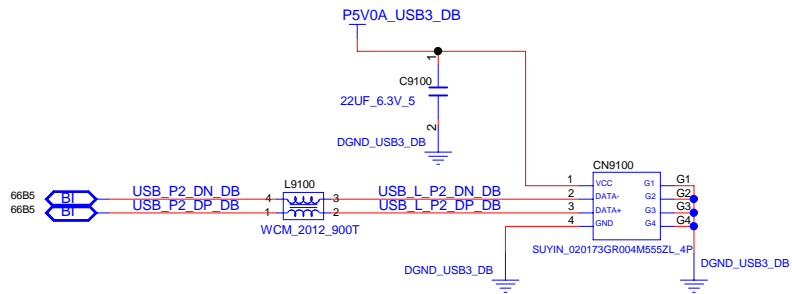 P5V0A_USB3_DB
1
C9100
22UF_6.3V_5
2
DGND_USB3_DB
CN9100
1 VCC G1 G1
66B5 BI USB_P2_DN_DB 4 L9100 3 USB_L_P2_DN_DB 2 DATA- G2 G2
66B5 BI USB_P2_DP_DB 1 2 USB_L_P2_DP_DB 3 DATA+ G3 G3
WCM_2012_900T 4 GND G4 G4
SUYIN_020173GR004M555ZL_4P
DGND_USB3_DB
DGND_USB3_DB